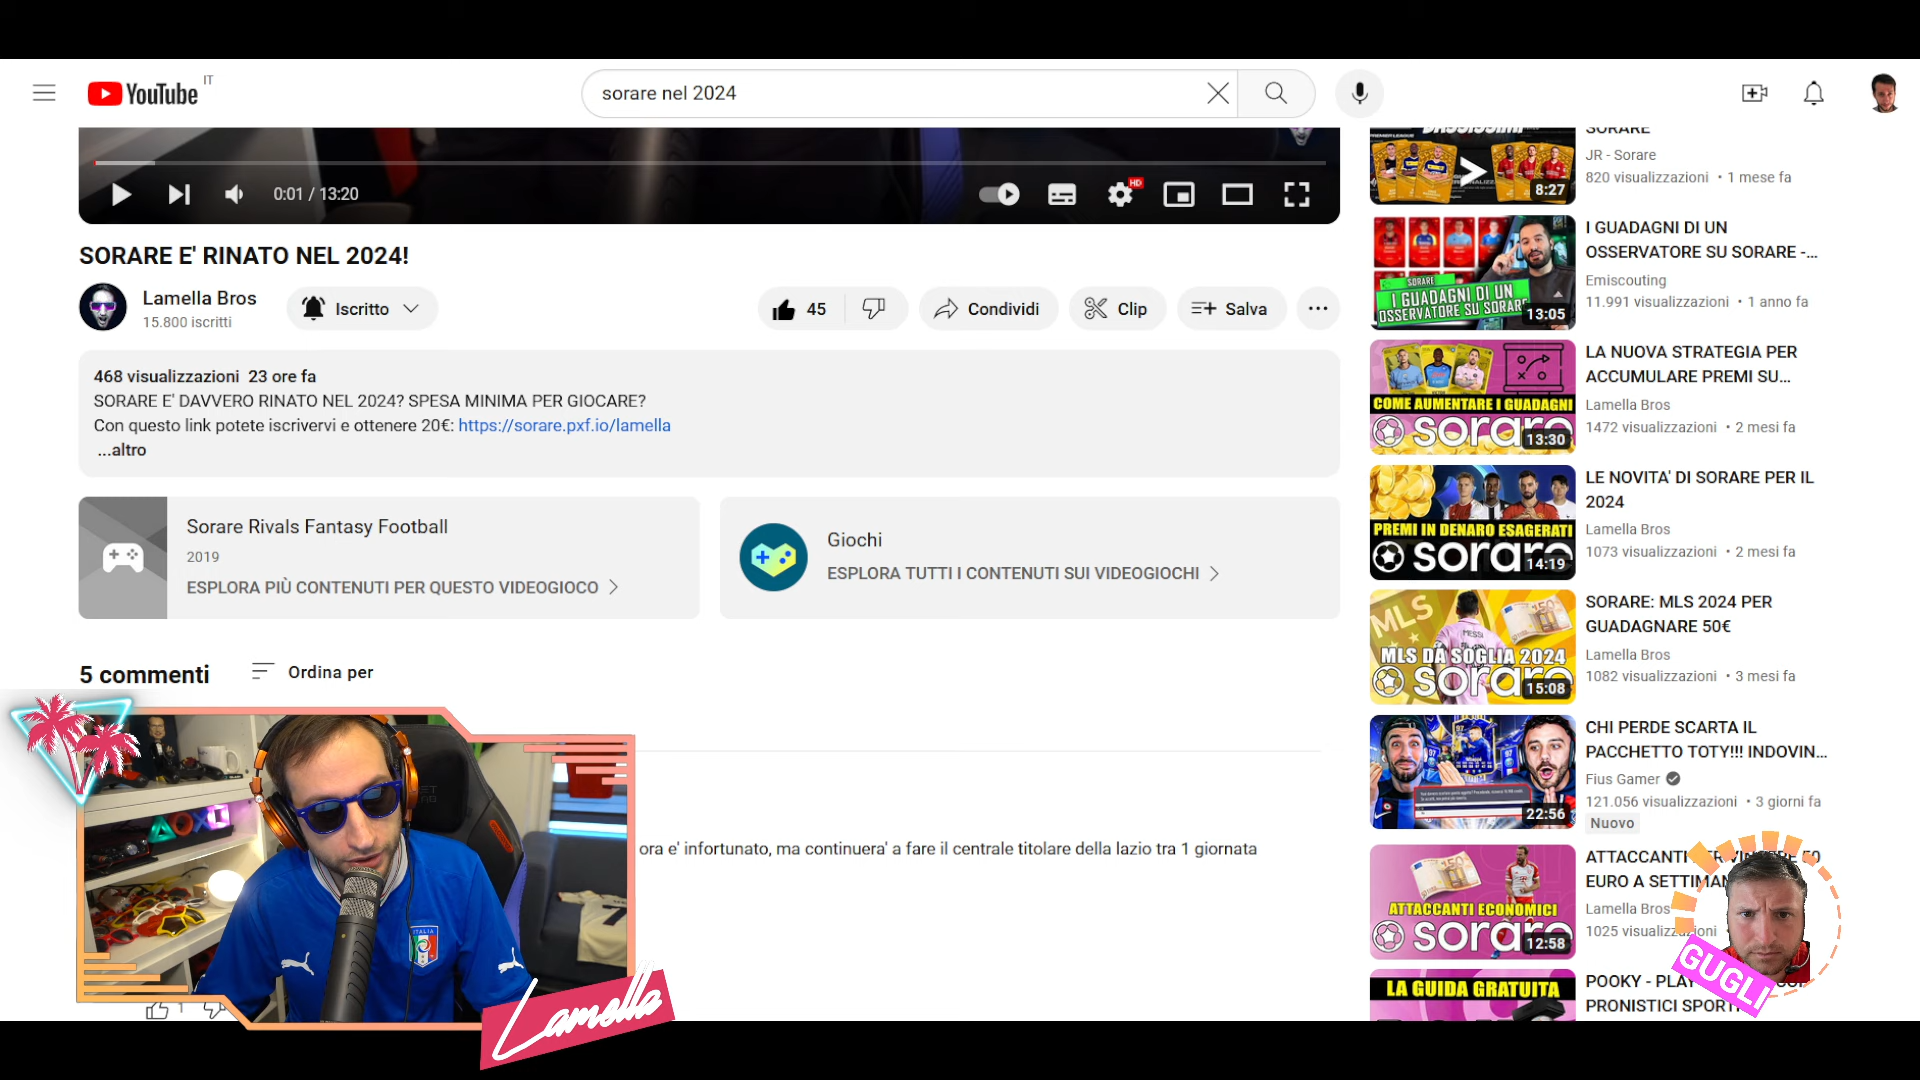 YouTube
IT
sorare nel 2024
0:01 / 13:20
HD
SORARE E' RINATO NEL 2024!
Lamella Bros
15.800 iscritti
Iscritto
45
Condividi
Clip
Salva
468 visualizzazioni 23 ore fa
SORARE E' DAVVERO RINATO NEL 2024? SPESA MINIMA PER GIOCARE?
Con questo link potete iscrivervi e ottenere 20€: https://sorare.pxf.io/lamella
...altro
Sorare Rivals Fantasy Football
2019
ESPLORA PIÙ CONTENUTI PER QUESTO VIDEOGIOCO
Giochi
ESPLORA TUTTI I CONTENUTI SUI VIDEOGIOCHI
5 commenti
Ordina per
ora e' infortunato, ma continuera' a fare il centrale titolare della lazio tra 1 giornata
1
ITALIA
Lamella
SORARE
JR - Sorare
820 visualizzazioni • 1 mese fa
8:27
SORARE
I GUADAGNI DI UN
OSSERVATORE SU SORARE
13:05
I GUADAGNI DI UN
OSSERVATORE SU SORARE -...
Emiscouting
11.991 visualizzazioni • 1 anno fa
COME AUMENTARE I GUADAGNI
sorare
13:30
LA NUOVA STRATEGIA PER
ACCUMULARE PREMI SU...
Lamella Bros
1472 visualizzazioni • 2 mesi fa
PREMI IN DENARO ESAGERATI
sorare
14:19
LE NOVITA' DI SORARE PER IL
2024
Lamella Bros
1073 visualizzazioni • 2 mesi fa
MLS
MESSI
MLS DA SOGLIA 2024
sorare
15:08
SORARE: MLS 2024 PER
GUADAGNARE 50€
Lamella Bros
1082 visualizzazioni • 3 mesi fa
22:56
CHI PERDE SCARTA IL
PACCHETTO TOTY!!! INDOVIN...
Fius Gamer
121.056 visualizzazioni • 3 giorni fa
Nuovo
ATTACCANTI ECONOMICI
sorare
12:58
ATTACCANTI
EURO A SETTIMAN
Lamella Bros
1025
GUGLI
LA GUIDA GRATUITA
POOKY - PLAY
PRONOSTICI SPORTI